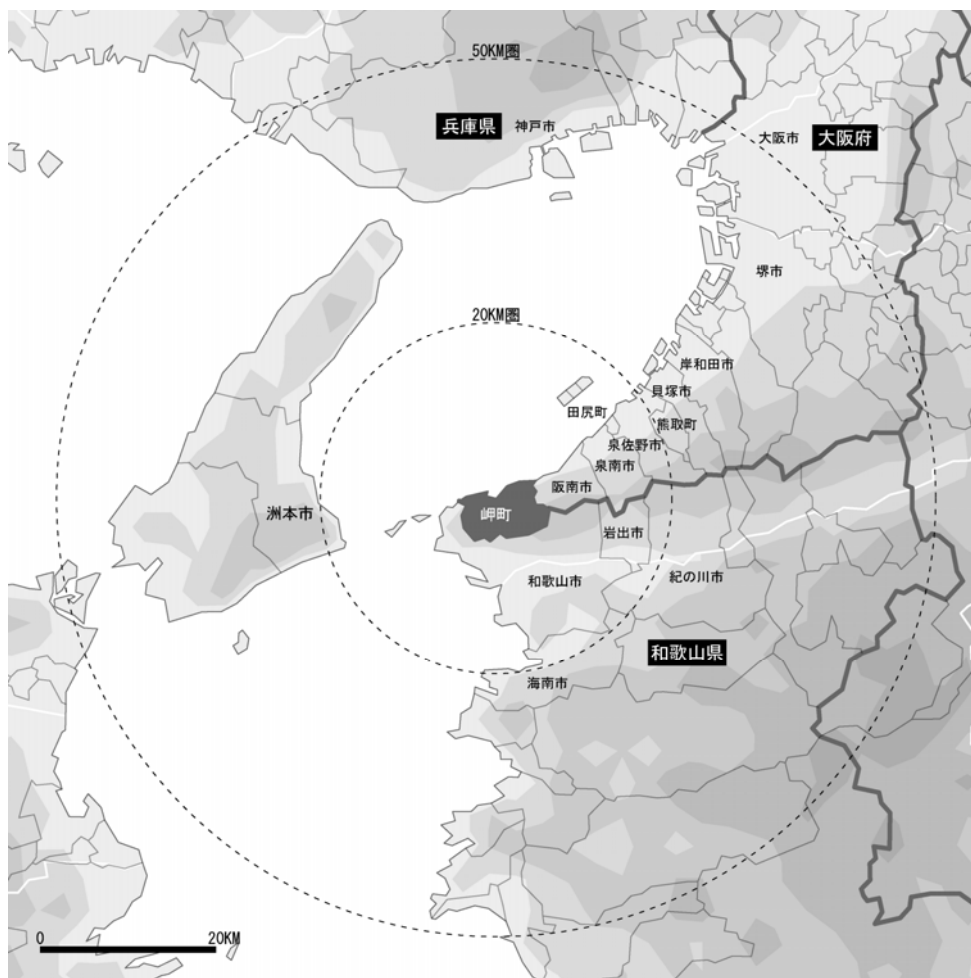 50KM圏
兵庫県
神戸市
大阪市
大阪府
堺市
20KM圏
岸和田市
貝塚市
田尻町
熊取町
泉佐野市
泉南市
阪南市
洲本市
岬町
岩出市
和歌山市
紀の川市
和歌山県
海南市
0
20KM